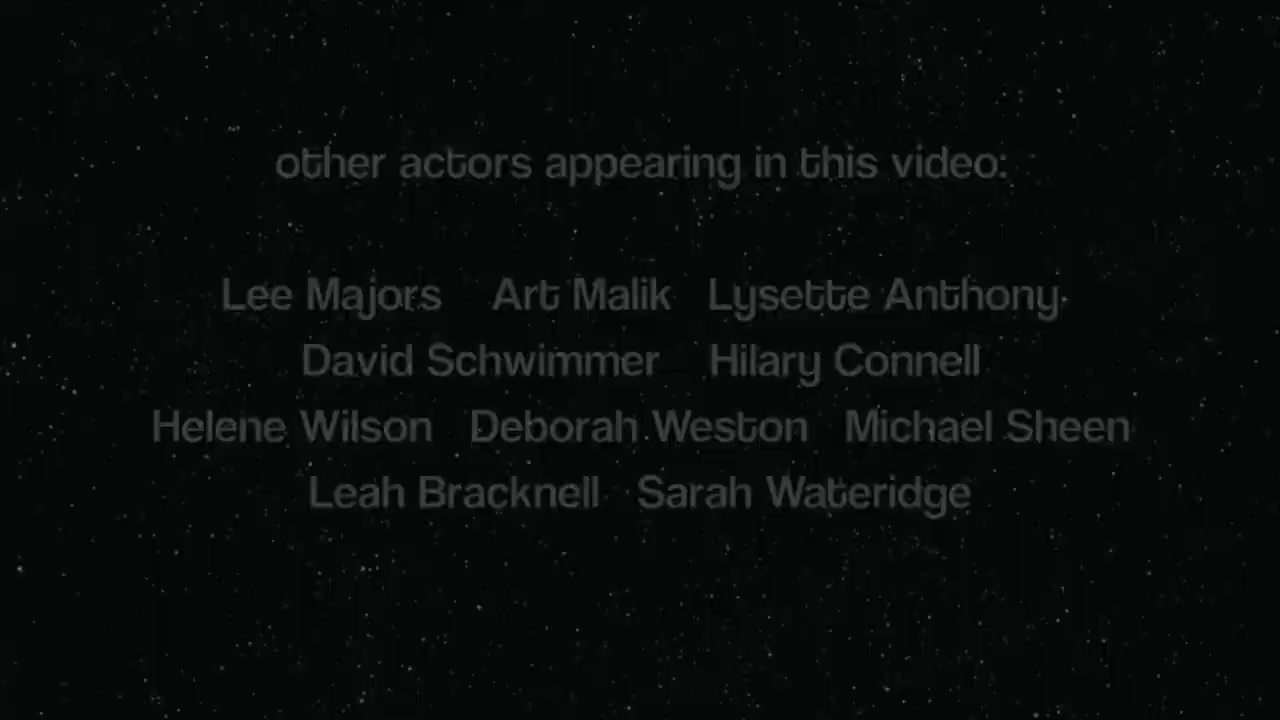 other actors appearing in this video:
Lee Majors Art Malik Lysette Anthony
David Schwimmer Hilary Connell
Helene Wilson Deborah Weston Michael Sheen
Leah Bracknell Sarah Wateridge